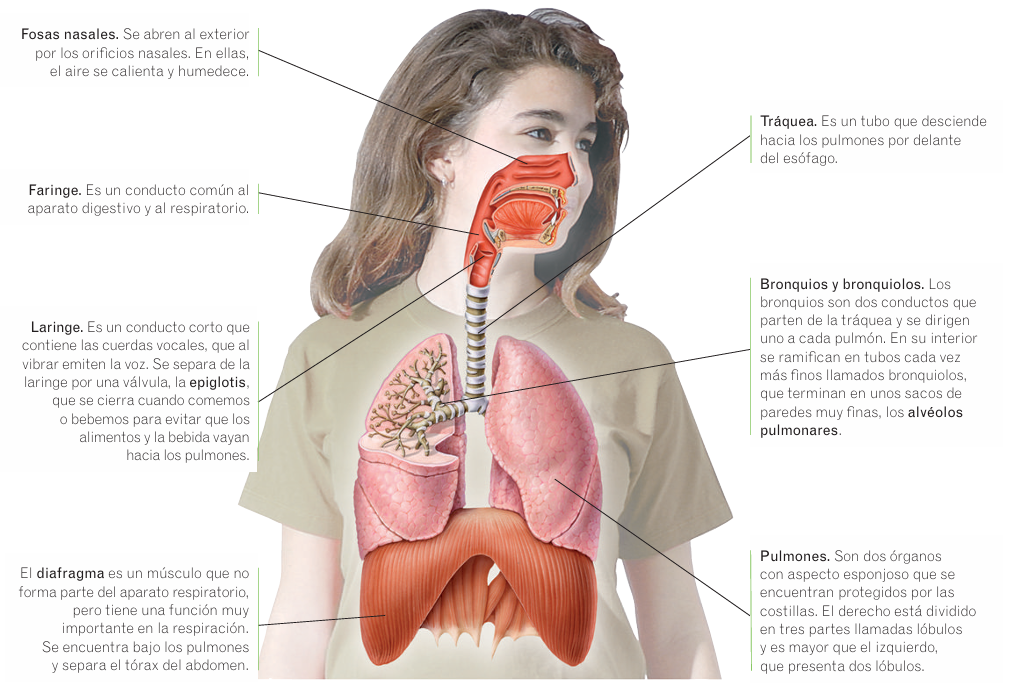 Fosas nasales. Se abren al exterior
por los orificios nasales. En ellas,
el aire se calienta y humedece.
Faringe. Es un conducto común al
aparato digestivo y al respiratorio.
Laringe. Es un conducto corto que
contiene las cuerdas vocales, que al
vibrar emiten la voz. Se separa de la
laringe por una válvula, la epiglotis,
que se cierra cuando comemos
o bebemos para evitar que los
alimentos y la bebida vayan
hacia los pulmones.
El diafragma es un músculo que no
forma parte del aparato respiratorio,
pero tiene una función muy
importante en la respiración.
Se encuentra bajo los pulmones
y separa el tórax del abdomen.
Tráquea. Es un tubo que desciende
hacia los pulmones por delante
del esófago.
Bronquios y bronquiolos. Los
bronquios son dos conductos que
parten de la tráquea y se dirigen
uno a cada pulmón. En su interior
se ramifican en tubos cada vez
más finos llamados bronquiolos,
que terminan en unos sacos de
paredes muy finas, los alvéolos
pulmonares.
Pulmones. Son dos órganos
con aspecto esponjoso que se
encuentran protegidos por las
costillas. El derecho está dividido
en tres partes llamadas lóbulos
y es mayor que el izquierdo,
que presenta dos lóbulos.